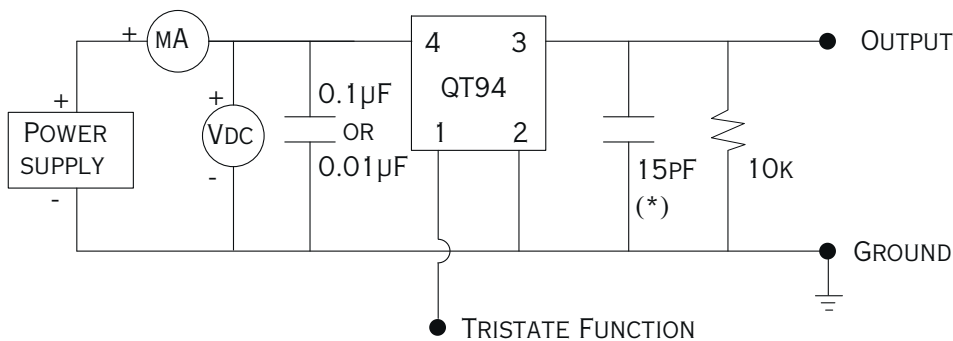 + MA
4 3
OUTPUT
QT94
+
+
0.1µF
OR
0.01µF
POWER
SUPPLY
VDC
1 2
-
-
15PF
(*)
10K
GROUND
TRISTATE FUNCTION